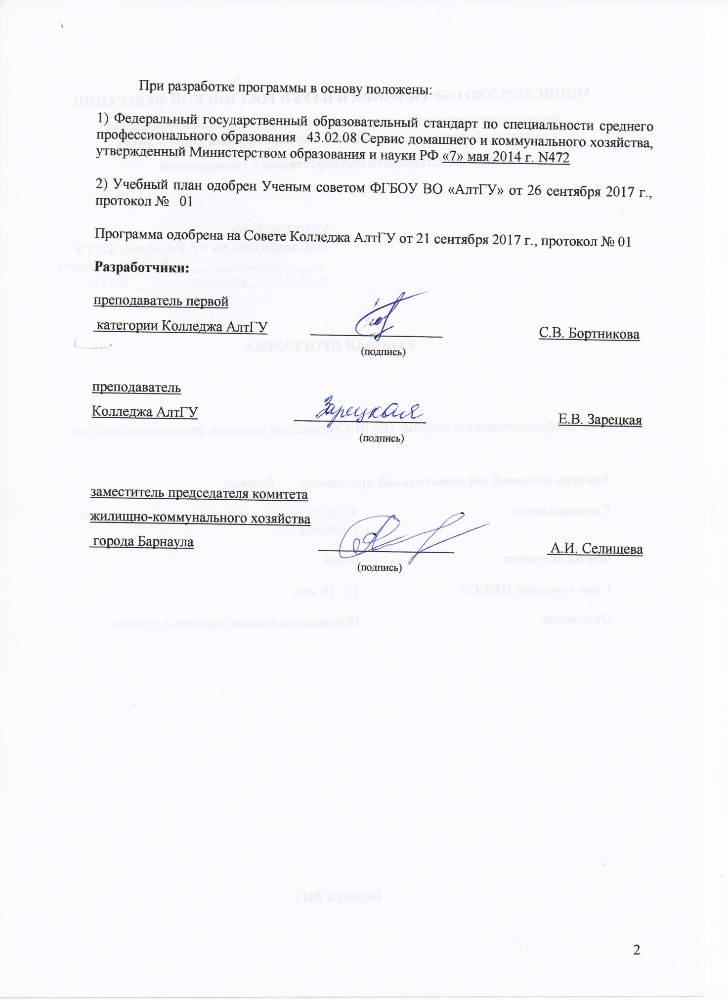 При разработке программы в основу положены:
1) Федеральный государственный образовательный стандарт по специальности среднего
профессионального образования 43.02.08 Сервис домашнего и коммунального хозяйства,
утвержденный Министерством образования и науки РФ «7» мая 2014 г. N472
2) Учебный план одобрен Ученым советом ФГБОУ ВО «АлтГУ» от 26 сентября 2017 г.,
протокол № 01
Программа одобрена на Совете Колледжа АлтГУ от 21 сентября 2017 г., протокол № 01
Разработчики:
преподаватель первой
категории Колледжа АлтГУ С.В. Бортникова
(подпись)
преподаватель
Колледжа АлтГУ Зарецкая Е.В. Зарецкая
(подпись)
заместитель председателя комитета
жилищно-коммунального хозяйства
города Барнаула А.И. Селищева
(подпись)
2